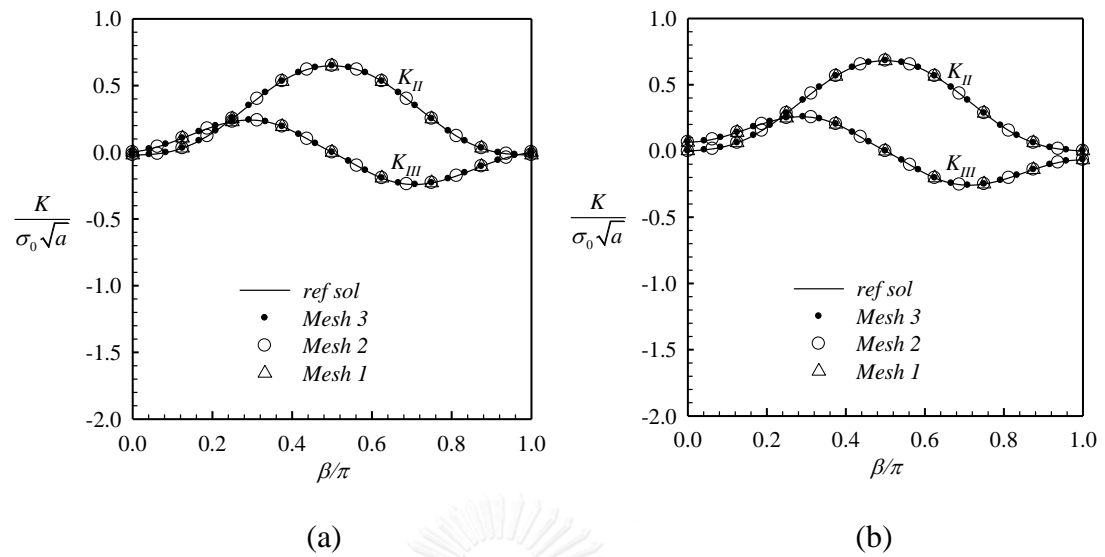 1.0
0.5
0.0
-0.5
-1.0
-1.5
-2.0
K
σ₀√a
K_II
K_III
ref sol
Mesh 3
Mesh 2
Mesh 1
0.0 0.2 0.4 0.6 0.8 1.0
β/π
(a)
1.0
0.5
0.0
-0.5
-1.0
-1.5
-2.0
K
σ₀√a
K_II
K_III
ref sol
Mesh 3
Mesh 2
Mesh 1
0.0 0.2 0.4 0.6 0.8 1.0
β/π
(b)